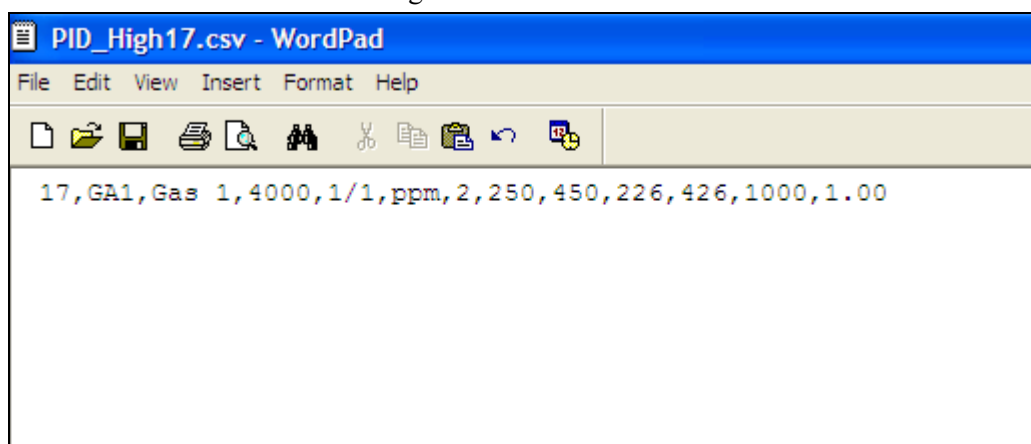 PID_High17.csv - WordPad
File Edit View Insert Format Help
17,GA1,Gas 1,4000,1/1,ppm,2,250,450,226,426,1000,1.00